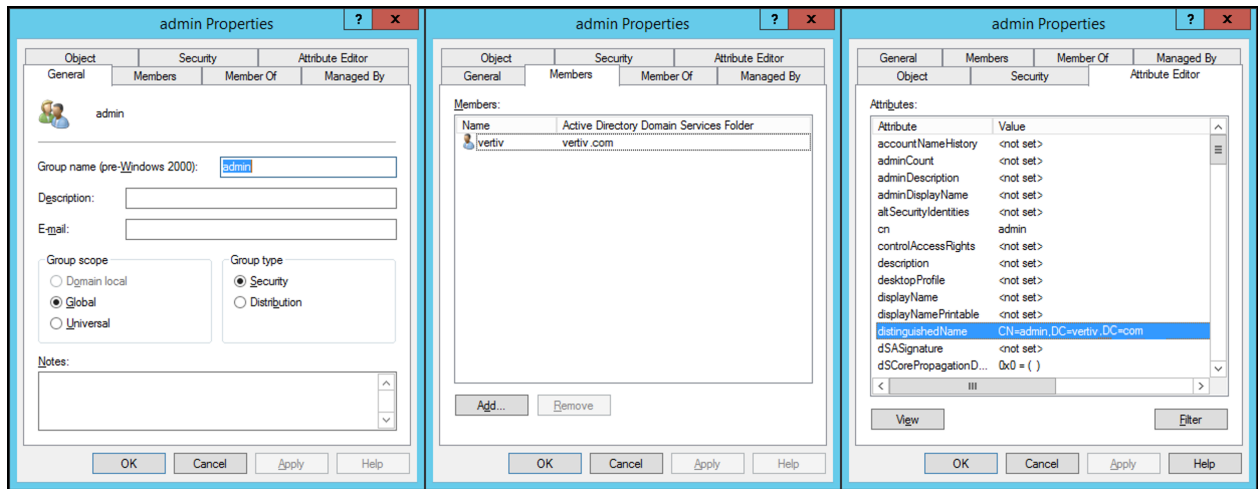 admin Properties
? x
Object Security Attribute Editor
General Members Member Of Managed By
admin
Group name (pre-Windows 2000): admin
Description:
E-mail:
Group scope
Domain local
Global
Universal
Group type
Security
Distribution
Notes:
OK Cancel Apply Help
admin Properties
? x
Object Security Attribute Editor
General Members Member Of Managed By
Members:
Name Active Directory Domain Services Folder
vertiv vertiv.com
Add... Remove
OK Cancel Apply Help
admin Properties
? x
General Members Member Of Managed By
Object Security Attribute Editor
Attributes:
Attribute Value
accountNameHistory <not set>
adminCount <not set>
adminDescription <not set>
adminDisplayName <not set>
altSecurityIdentities <not set>
cn admin
controlAccessRights <not set>
description <not set>
desktopProfile <not set>
displayName <not set>
displayNamePrintable <not set>
distinguishedName CN=admin,DC=vertiv,DC=com
dSASignature <not set>
dSCorePropagationD... 0x0 = ( )
View Filter
OK Cancel Apply Help